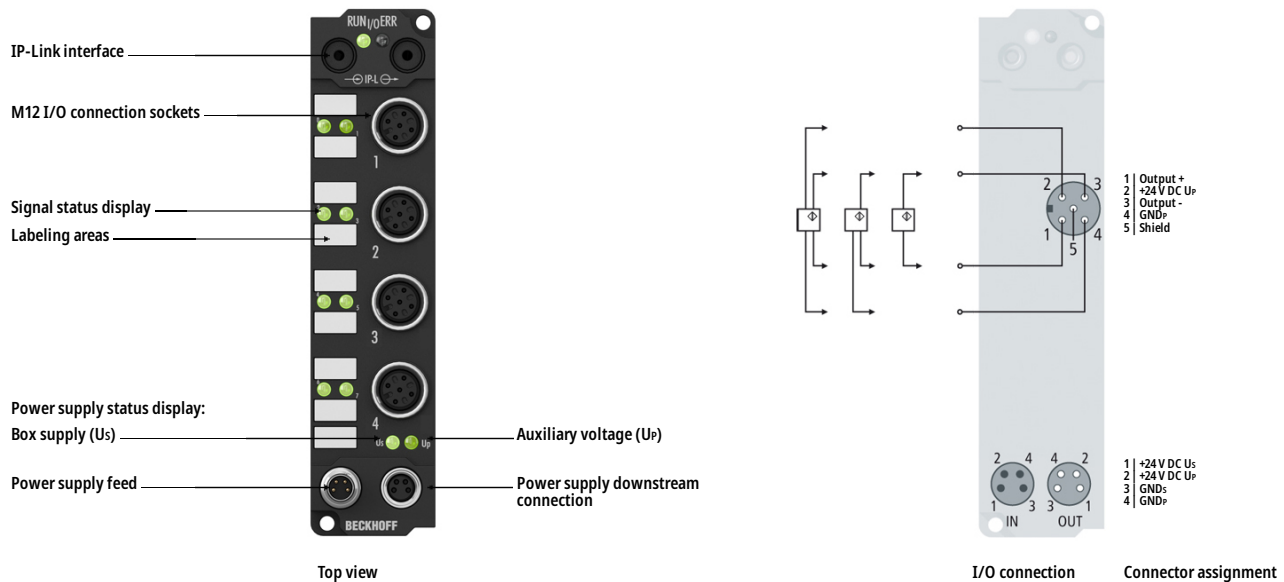 RUN I/O ERR
IP-Link interface
IP-L
M12 I/O connection sockets
1
Signal status display
Labeling areas
2
3
Power supply status display:
4
Box supply (Us)
Us Up
Auxiliary voltage (UP)
Power supply feed
Power supply downstream
connection
BECKHOFF
Top view
2 3
1 4
5
1 | Output +
2 | +24 V DC UP
3 | Output -
4 | GNDP
5 | Shield
2 4 4 2
1 3 3 1
IN OUT
1 | +24 V DC US
2 | +24 V DC UP
3 | GNDS
4 | GNDP
I/O connection
Connector assignment